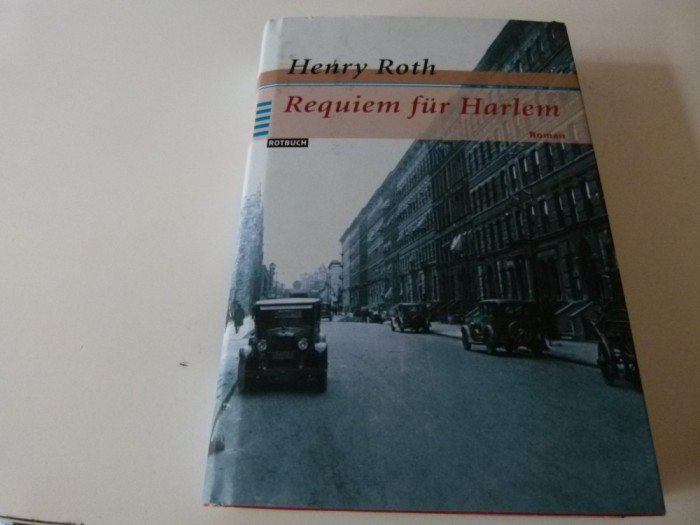 Henry Roth
Requiem für Harlem
Roman
ROTBUCH